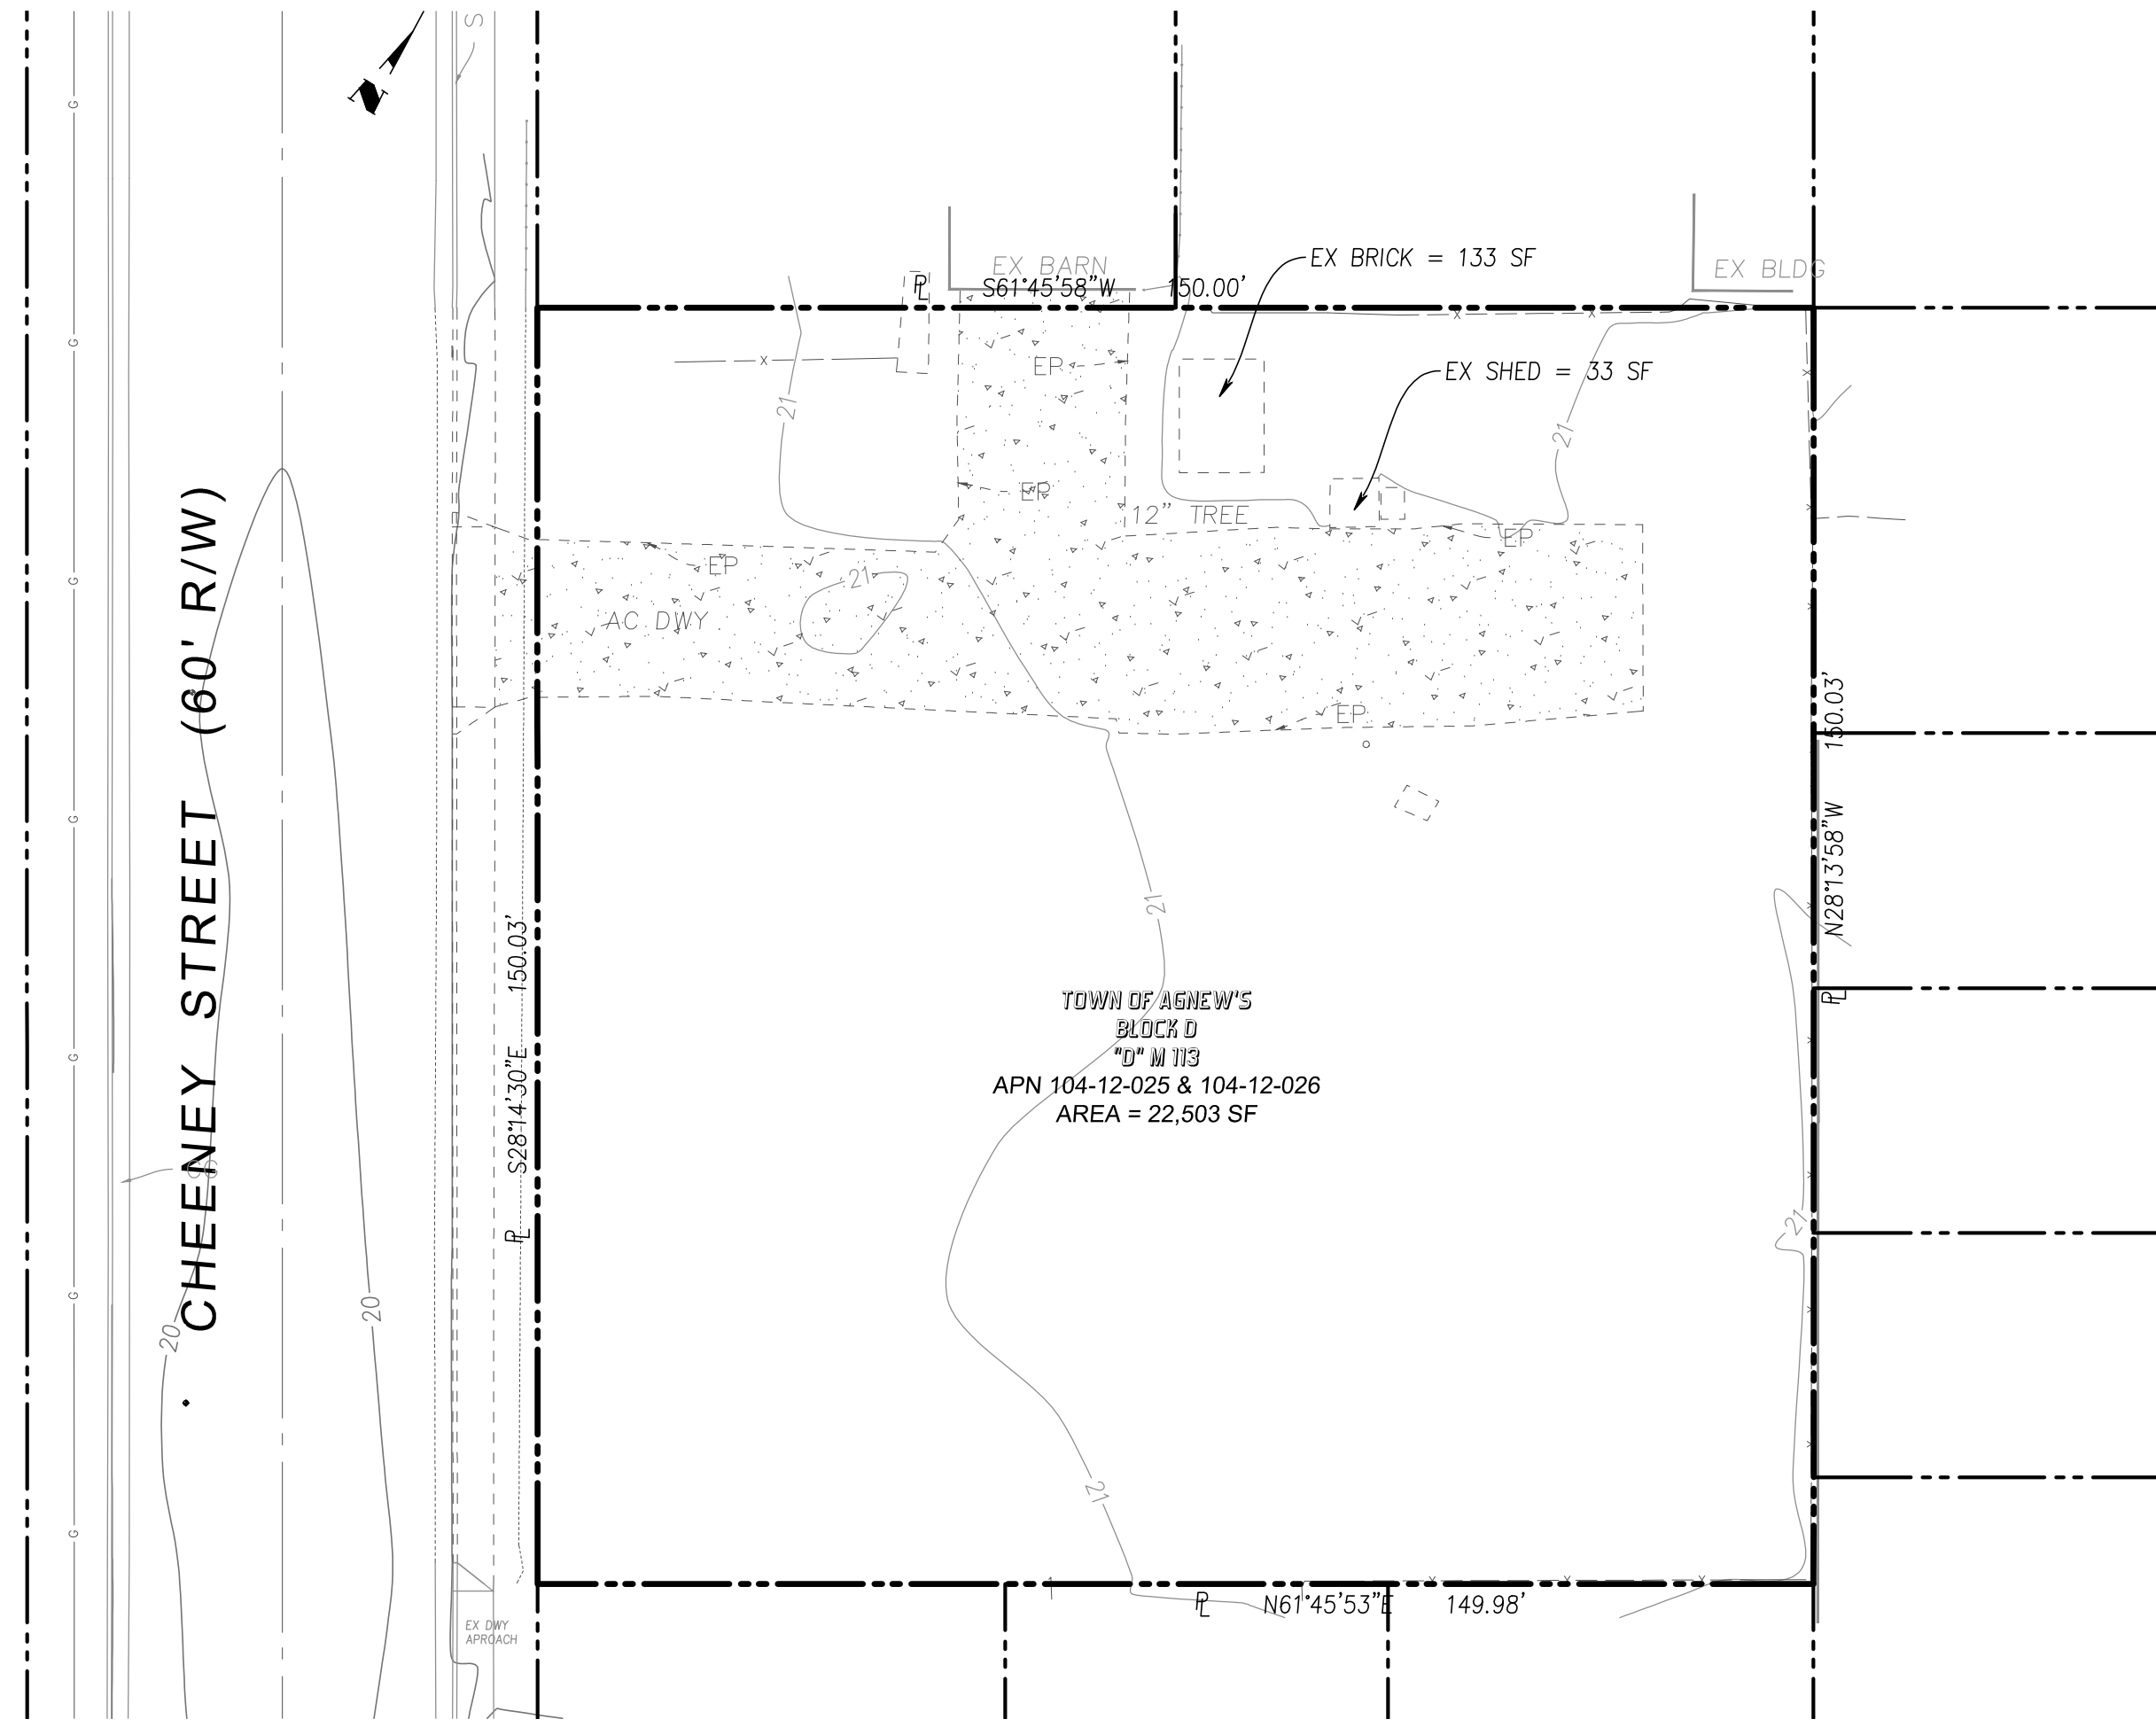 S
N
G
EX BARN
S61°45'58"W 150.00'
PL
EX BRICK = 133 SF
EX BLDG
EX SHED = 33 SF
EP
21
21
EP
12" TREE
EP
EP
21
AC DWY
EP
CHEENEY STREET (60' R/W)
N28°13'58"W 150.03'
PL
S28°14'30"E 150.03'
PL
21
TOWN OF AGNEW'S
BLOCK D
"D" M 113
APN 104-12-025 & 104-12-026
AREA = 22,503 SF
S
21
20
20
21
PL
N61°45'53"E 149.98'
EX DWY
APROACH
G
G
G
G
G
G